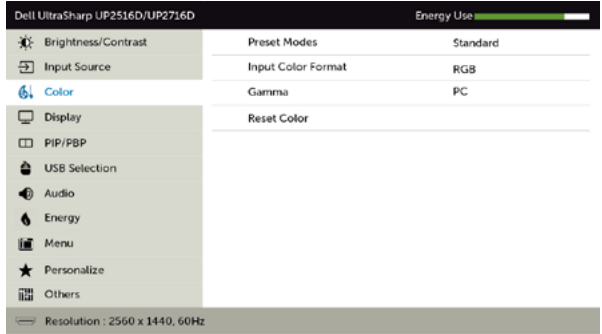 Dell UltraSharp UP2516D/UP2716D Energy Use
Brightness/Contrast Preset Modes Standard
Input Source Input Color Format RGB
Color Gamma PC
Display Reset Color
PIP/PBP
USB Selection
Audio
Energy
Menu
Personalize
Others
Resolution : 2560 x 1440, 60Hz